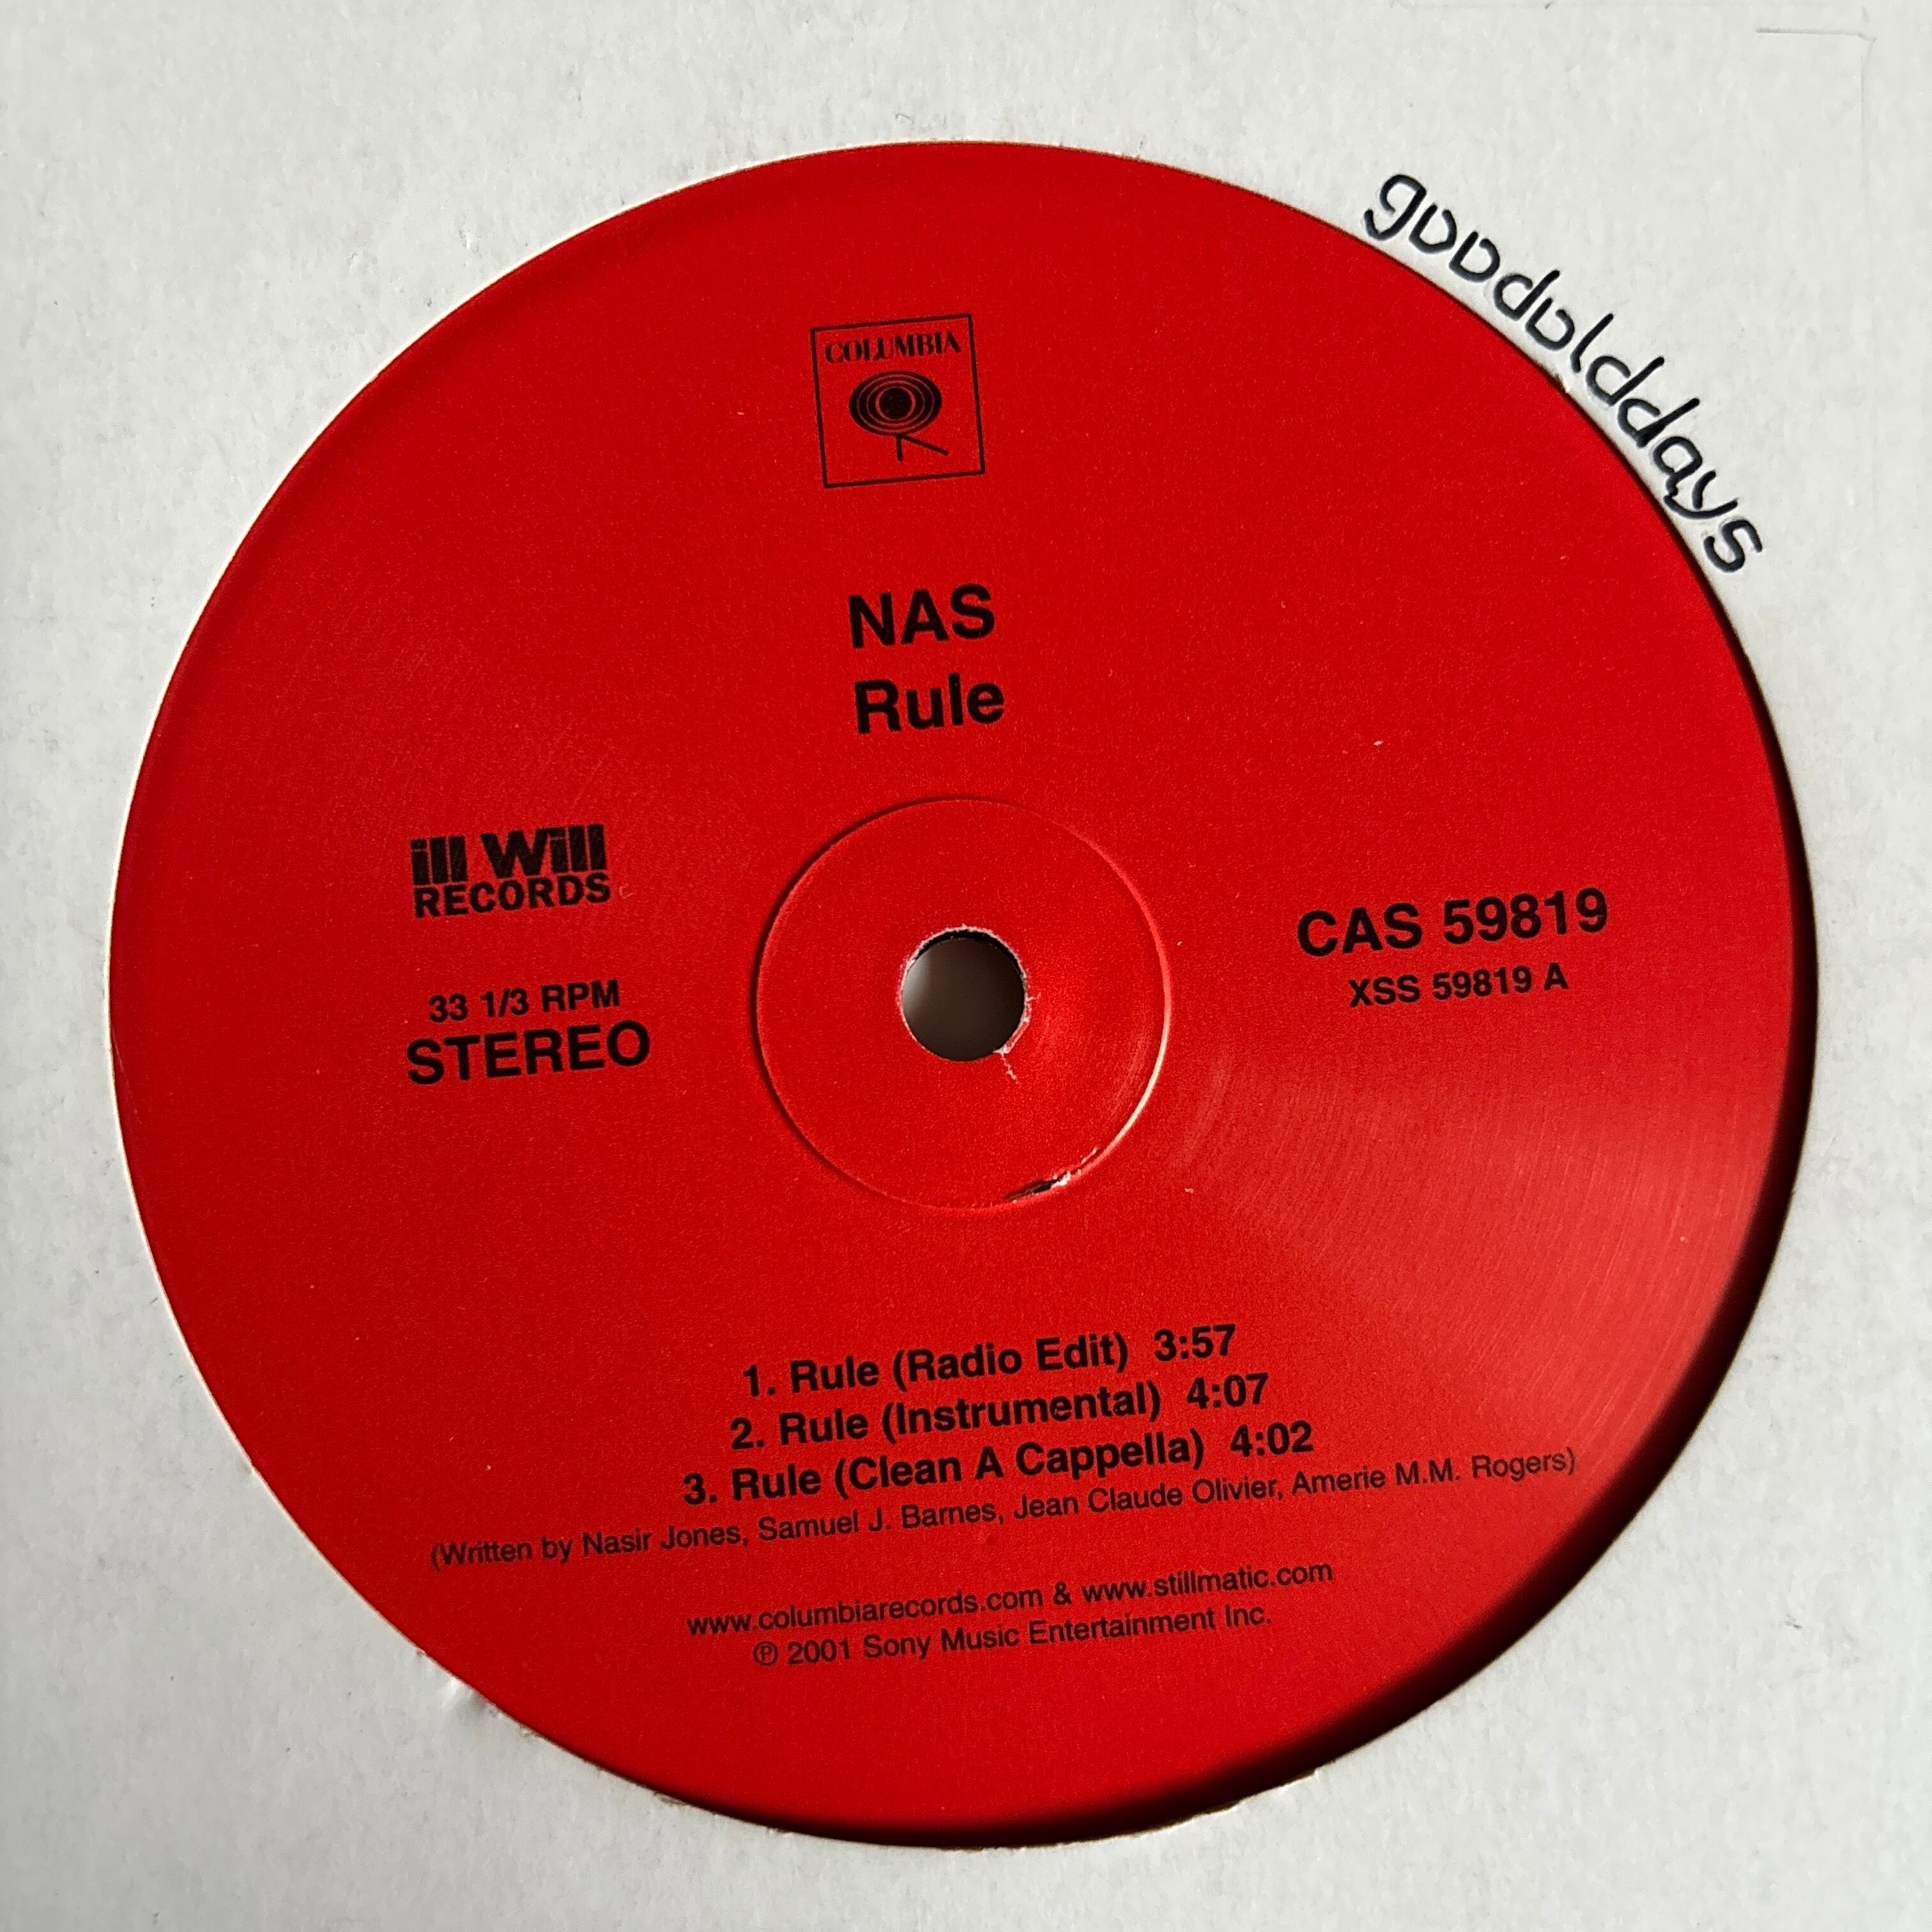 gooddlddays
COLUMBIA
NAS
Rule
ill Will
RECORDS
33 1/3 RPM
STEREO
CAS 59819
XSS 59819 A
1. Rule (Radio Edit) 3:57
2. Rule (Instrumental) 4:07
3. Rule (Clean A Cappella) 4:02
(Written by Nasir Jones, Samuel J. Barnes, Jean Claude Olivier, Amerie M.M. Rogers)
www.columbiarecords.com & www.stillmatic.com
℗ 2001 Sony Music Entertainment Inc.